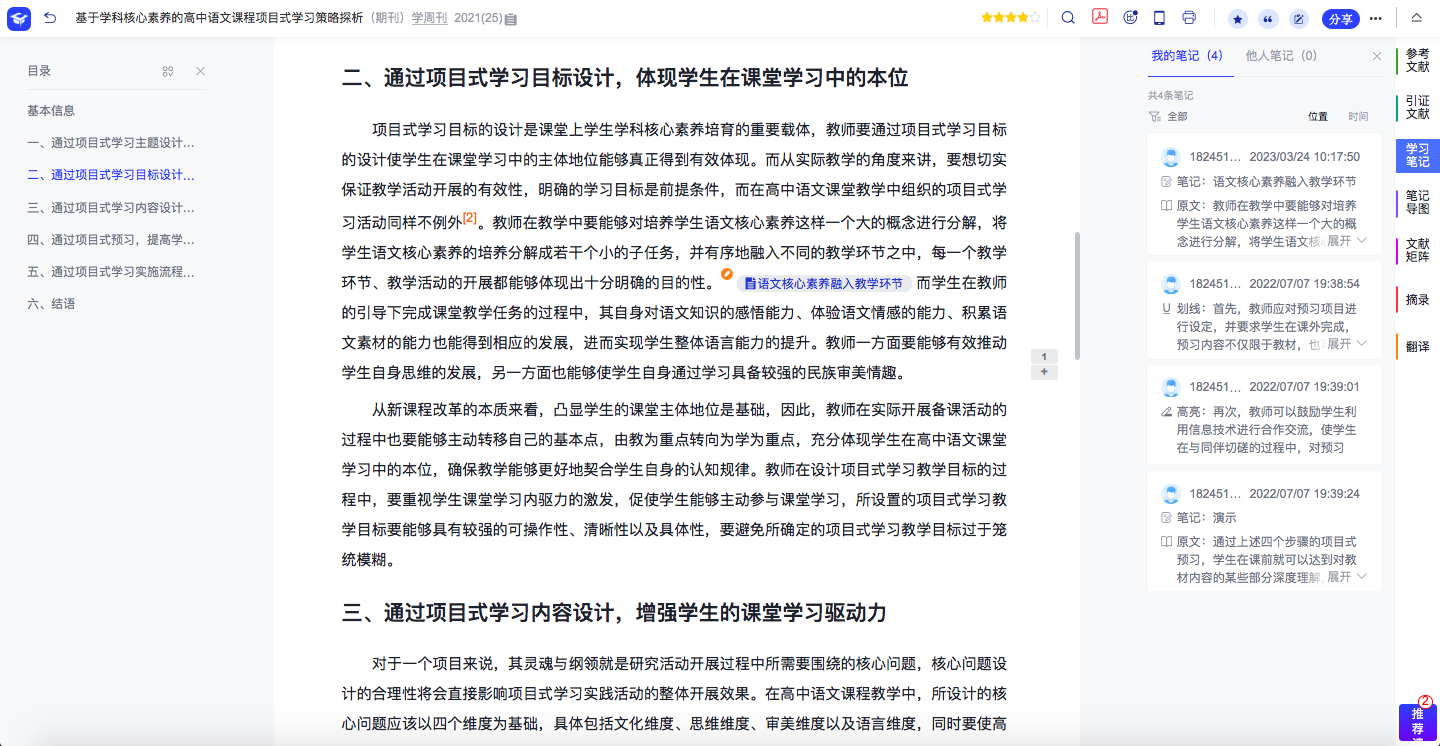 基于学科核心素养的高中语文课程项目式学习策略探析（期刊） 学周刊 2021(25)
分享
目录
基本信息
一、通过项目式学习主题设计...
二、通过项目式学习目标设计...
三、通过项目式学习内容设计...
四、通过项目式预习，提高学...
五、通过项目式学习实施流程...
六、结语
二、通过项目式学习目标设计，体现学生在课堂学习中的本位
项目式学习目标的设计是课堂上学生学科核心素养培育的重要载体，教师要通过项目式学习目标
的设计使学生在课堂学习中的主体地位能够真正得到有效体现。而从实际教学的角度来讲，要想切实
保证教学活动开展的有效性，明确的学习目标是前提条件，而在高中语文课堂教学中组织的项目式学
习活动同样不例外[2]。教师在教学中要能够对培养学生语文核心素养这样一个大的概念进行分解，将
学生语文核心素养的培养分解成若干个小的子任务，并有序地融入不同的教学环节之中，每一个教学
环节、教学活动的开展都能够体现出十分明确的目的性。 语文核心素养融入教学环节 而学生在教师
的引导下完成课堂教学任务的过程中，其自身对语文知识的感悟能力、体验语文情感的能力、积累语
文素材的能力也能得到相应的发展，进而实现学生整体语言能力的提升。教师一方面要能够有效推动
学生自身思维的发展，另一方面也能够使学生自身通过学习具备较强的民族审美情趣。
从新课程改革的本质来看，凸显学生的课堂主体地位是基础，因此，教师在实际开展备课活动的
过程中也要能够主动转移自己的基本点，由教为重点转向为学为重点，充分体现学生在高中语文课堂
学习中的本位，确保教学能够更好地契合学生自身的认知规律。教师在设计项目式学习教学目标的过
程中，要重视学生课堂学习内驱力的激发，促使学生能够主动参与课堂学习，所设置的项目式学习教
学目标要能够具有较强的可操作性、清晰性以及具体性，要避免所确定的项目式学习教学目标过于笼
统模糊。
三、通过项目式学习内容设计，增强学生的课堂学习驱动力
对于一个项目来说，其灵魂与纲领就是研究活动开展过程中所需要围绕的核心问题，核心问题设
计的合理性将会直接影响项目式学习实践活动的整体开展效果。在高中语文课程教学中，所设计的核
心问题应该以四个维度为基础，具体包括文化维度、思维维度、审美维度以及语言维度，同时要使高
1
+
我的笔记（4） 他人笔记（0）
共4条笔记
全部 位置 时间
182451... 2023/03/24 10:17:50
笔记：语文核心素养融入教学环节
原文：教师在教学中要能够对培养
学生语文核心素养这样一个大的概
念进行分解，将学生语文核 展开
182451... 2022/07/07 19:38:54
划线：首先，教师应对预习项目进
行设定，并要求学生在课外完成，
预习内容不仅限于教材，也 展开
182451... 2022/07/07 19:39:01
高亮：再次，教师可以鼓励学生利
用信息技术进行合作交流，使学生
在与同伴切磋的过程中，对预习
182451... 2022/07/07 19:39:24
笔记：演示
原文：通过上述四个步骤的项目式
预习，学生在课前就可以达到对教
材内容的某些部分深度理解， 展开
参考
文献
引证
文献
学习
笔记
笔记
导图
文献
矩阵
摘录
翻译
2
推
荐